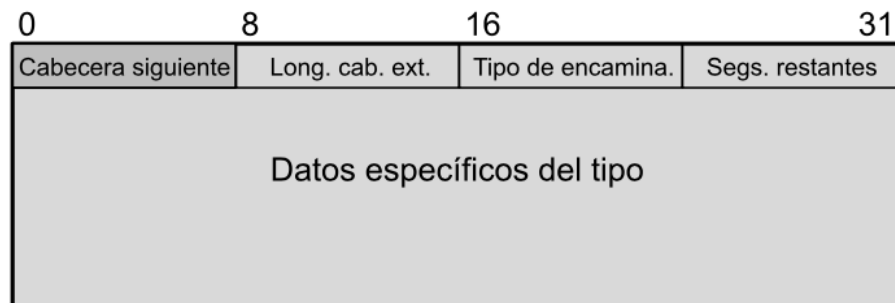 0 8 16 31
Cabecera siguiente Long. cab. ext. Tipo de encamina. Segs. restantes
Datos específicos del tipo